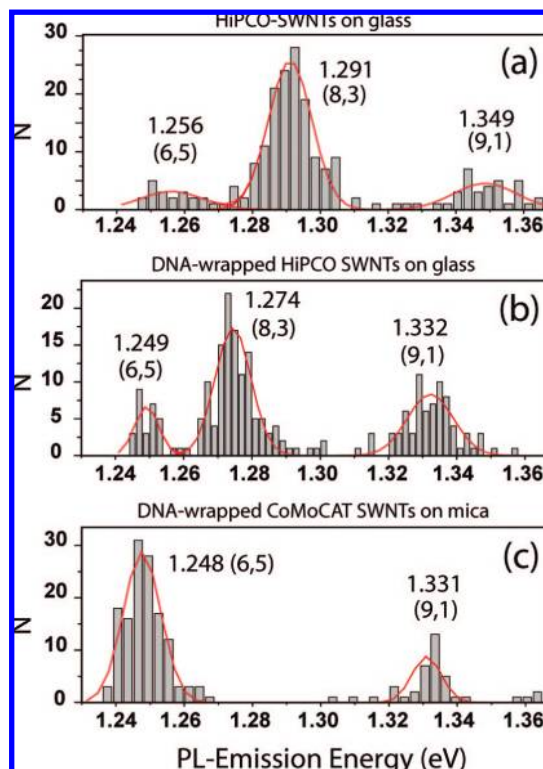 HiPCO-SWNTs on glass
(a)
30
20
10
0
N
1.256
(6,5)
1.291
(8,3)
1.349
(9,1)
1.24 1.26 1.28 1.30 1.32 1.34 1.36
DNA-wrapped HiPCO SWNTs on glass
(b)
20
15
10
5
0
N
1.249
(6,5)
1.274
(8,3)
1.332
(9,1)
1.24 1.26 1.28 1.30 1.32 1.34 1.36
DNA-wrapped CoMoCAT SWNTs on mica
(c)
30
20
10
0
N
1.248 (6,5)
1.331
(9,1)
1.24 1.26 1.28 1.30 1.32 1.34 1.36
PL-Emission Energy (eV)